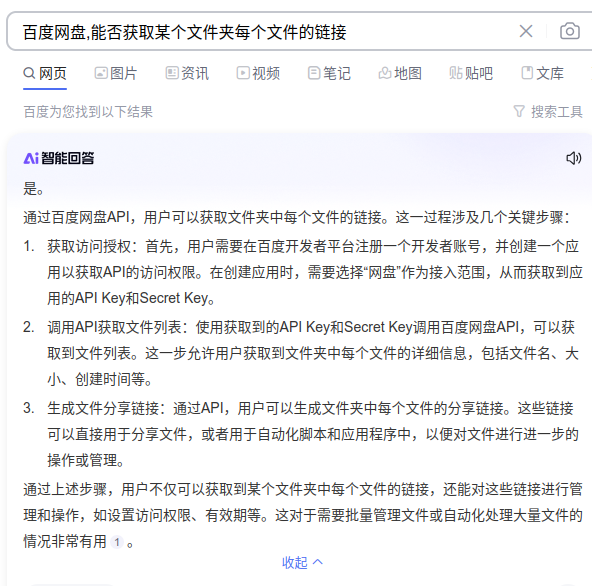 百度网盘,能否获取某个文件夹每个文件的链接
网页 图片 资讯 视频 笔记 地图 贴吧 文库
百度为您找到以下结果 搜索工具
Ai智能回答
是。
通过百度网盘API，用户可以获取文件夹中每个文件的链接。这一过程涉及几个关键步骤：
1. 获取访问授权：首先，用户需要在百度开发者平台注册一个开发者账号，并创建一个应
用以获取API的访问权限。在创建应用时，需要选择“网盘”作为接入范围，从而获取到应
用的API Key和Secret Key。
2. 调用API获取文件列表：使用获取到的API Key和Secret Key调用百度网盘API，可以获
取到文件列表。这一步允许用户获取到文件夹中每个文件的详细信息，包括文件名、大
小、创建时间等。
3. 生成文件分享链接：通过API，用户可以生成文件夹中每个文件的分享链接。这些链接
可以直接用于分享文件，或者用于自动化脚本和应用程序中，以便对文件进行进一步的
操作或管理。
通过上述步骤，用户不仅可以获取到某个文件夹中每个文件的链接，还能对这些链接进行管
理和操作，如设置访问权限、有效期等。这对于需要批量管理文件或自动化处理大量文件的
情况非常有用 1 。
收起